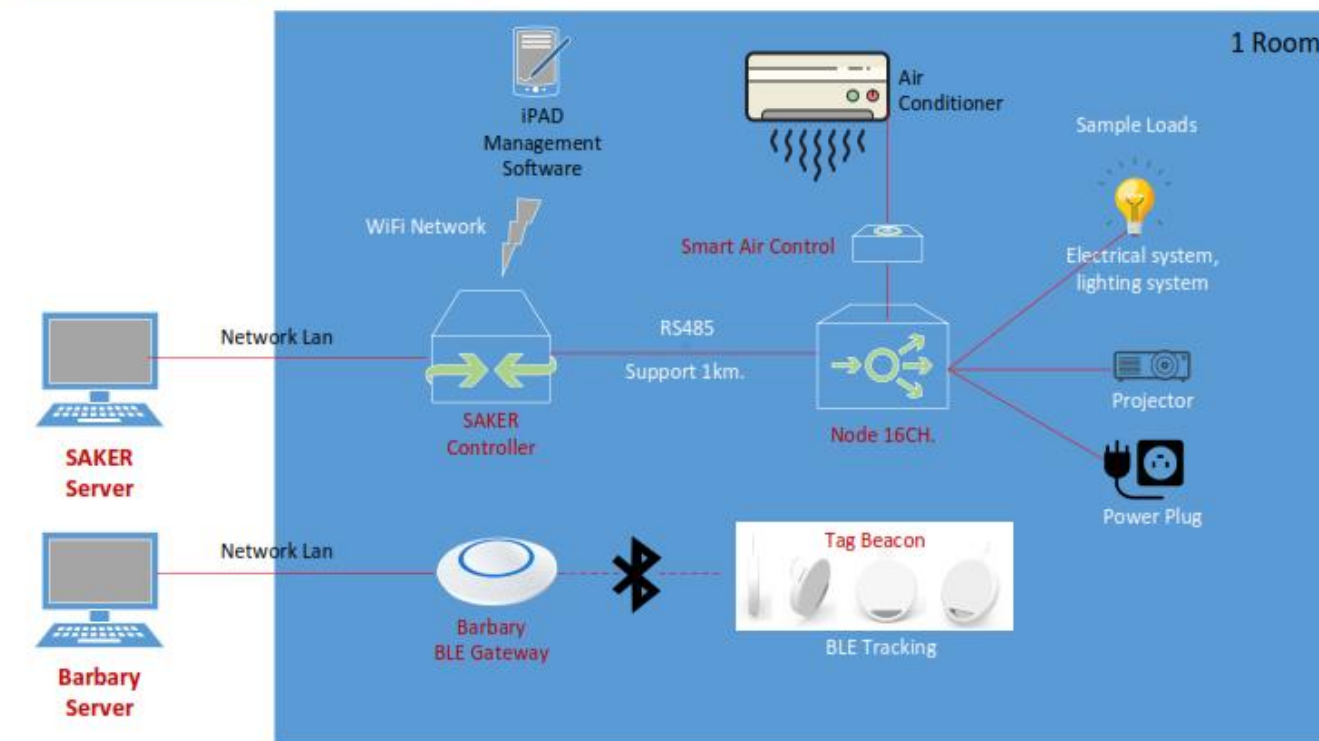 1 Room
iPAD
Management
Software
Air
Conditioner
Sample Loads
WiFi Network
Smart Air Control
Electrical system,
lighting system
Network Lan
RS485
Support 1km.
SAKER
Controller
Node 16CH.
Projector
SAKER
Server
Power Plug
Network Lan
Tag Beacon
Barbary
BLE Gateway
BLE Tracking
Barbary
Server